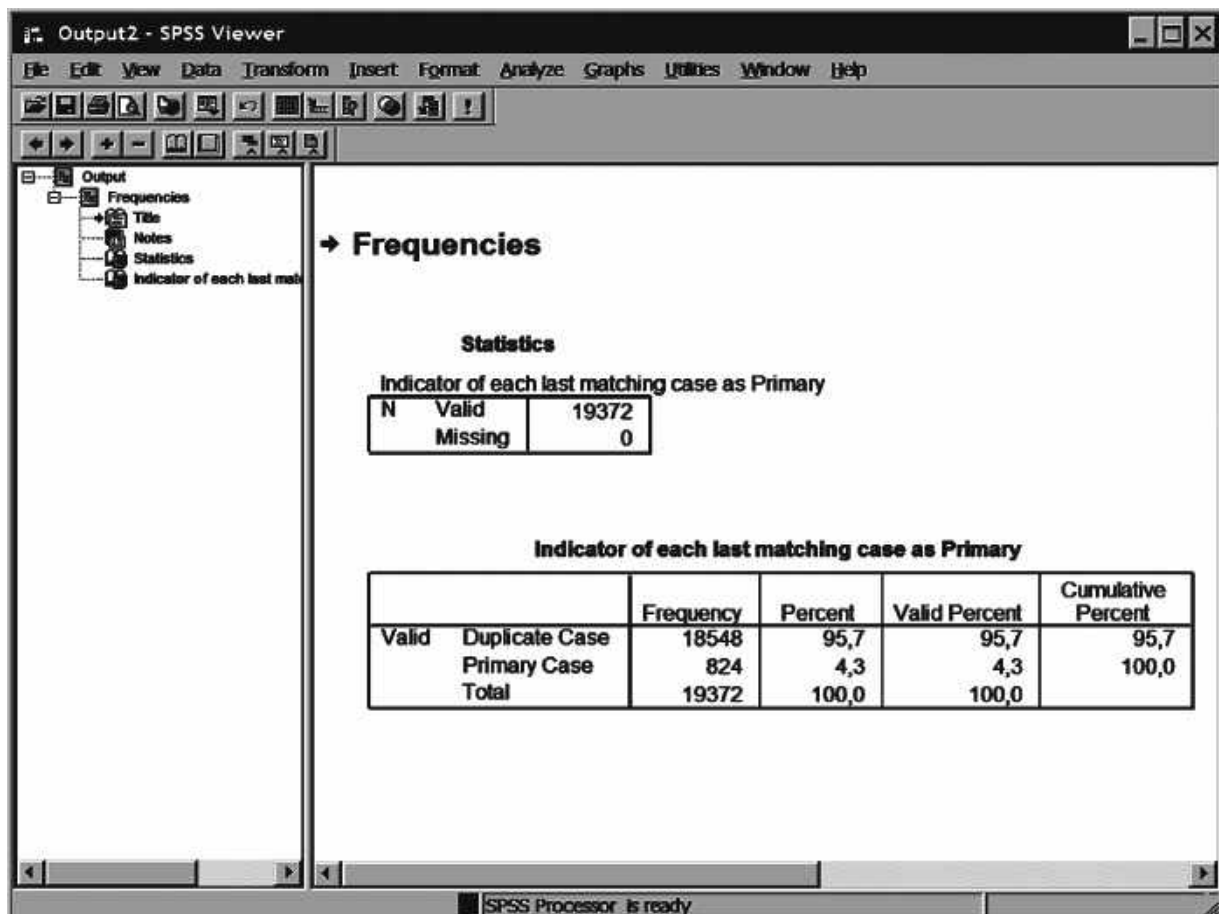 Output2 - SPSS Viewer
File Edit View Data Transform Insert Format Analyze Graphs Utilities Window Help
Output
Frequencies
Title
Notes
Statistics
Indicator of each last mat
Frequencies
Statistics
Indicator of each last matching case as Primary
N Valid 19372
Missing 0
Indicator of each last matching case as Primary
Frequency Percent Valid Percent Cumulative Percent
Valid Duplicate Case 18548 95,7 95,7 95,7
Primary Case 824 4,3 4,3 100,0
Total 19372 100,0 100,0
SPSS Processor is ready